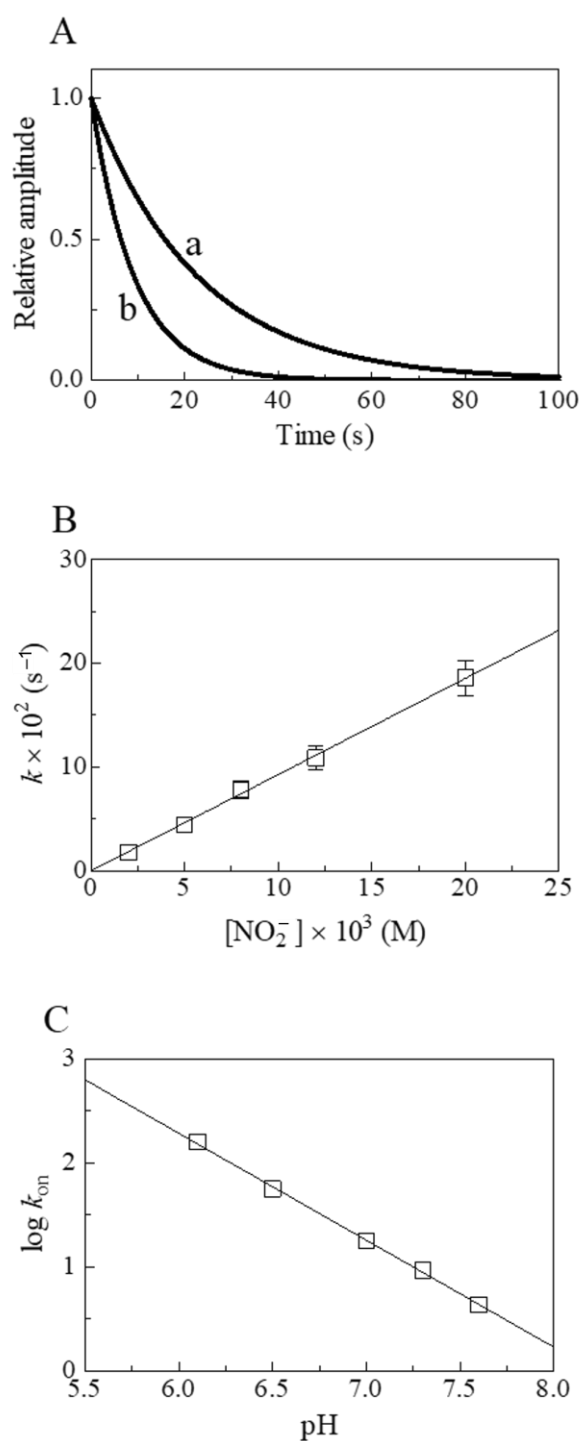 A
Relative amplitude
1.0
0.5
0.0
a
b
0 20 40 60 80 100
Time (s)
B
k × 10² (s⁻¹)
30
20
10
0
0 5 10 15 20 25
[NO₂⁻] × 10³ (M)
C
log kₒₙ
3
2
1
0
5.5 6.0 6.5 7.0 7.5 8.0
pH